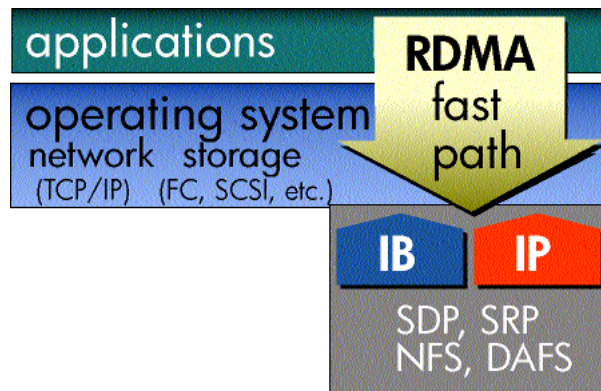 applications
operating system
network storage
(TCP/IP) (FC, SCSI, etc.)
RDMA
fast
path
IB IP
SDP, SRP
NFS, DAFS